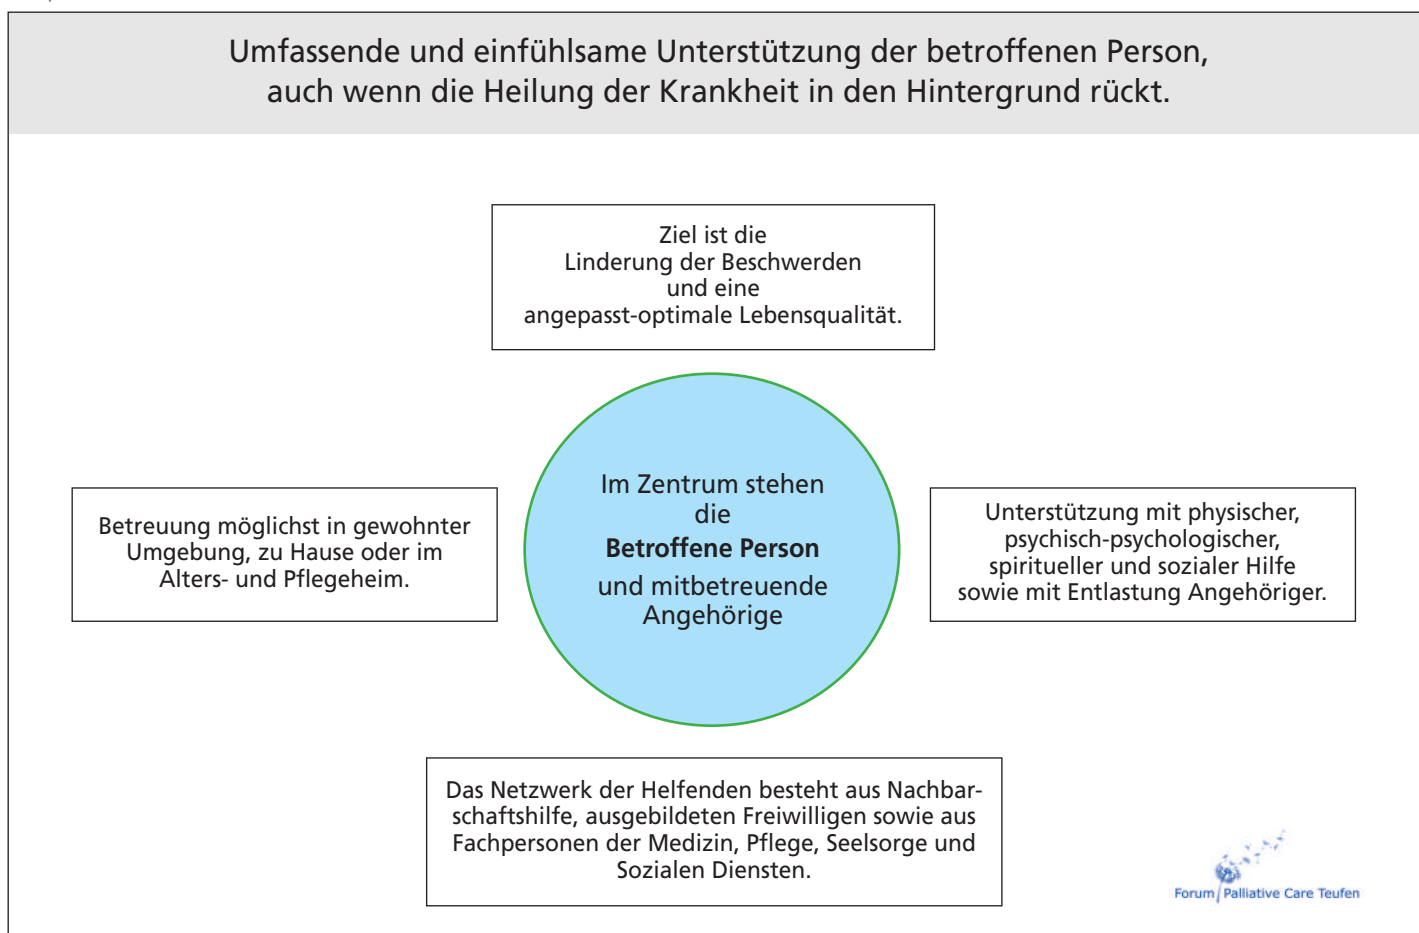 Umfassende und einfühlsame Unterstützung der betroffenen Person,
auch wenn die Heilung der Krankheit in den Hintergrund rückt.
Ziel ist die
Linderung der Beschwerden
und eine
angepasst-optimale Lebensqualität.
Im Zentrum stehen
die
Betroffene Person
und mitbetreuende
Angehörige
Betreuung möglichst in gewohnter
Umgebung, zu Hause oder im
Alters- und Pflegeheim.
Unterstützung mit physischer,
psychisch-psychologischer,
spiritueller und sozialer Hilfe
sowie mit Entlastung Angehöriger.
Das Netzwerk der Helfenden besteht aus Nachbar-
schaftshilfe, ausgebildeten Freiwilligen sowie aus
Fachpersonen der Medizin, Pflege, Seelsorge und
Sozialen Diensten.
Forum Palliative Care Teufen